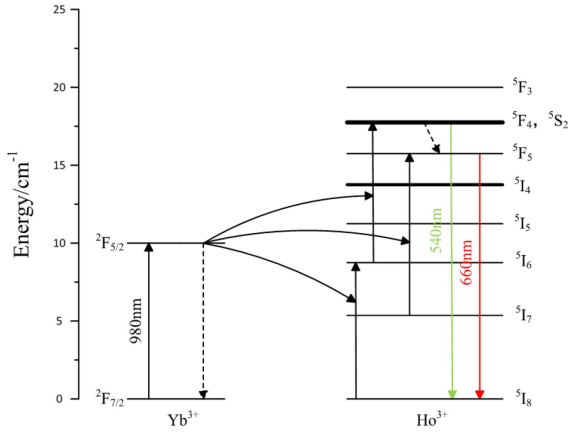 Energy/cm⁻¹
25
20
15
10
5
0
²F₅/₂
980nm
²F₇/₂
Yb³⁺
⁵F₃
⁵F₄, ⁵S₂
⁵F₅
⁵I₄
⁵I₅
⁵I₆
⁵I₇
⁵I₈
540nm
660nm
Ho³⁺